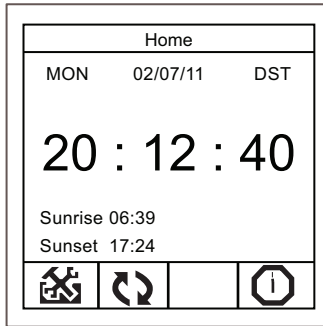 Home
MON 02/07/11 DST
20 : 12 : 40
Sunrise 06:39
Sunset 17:24
i